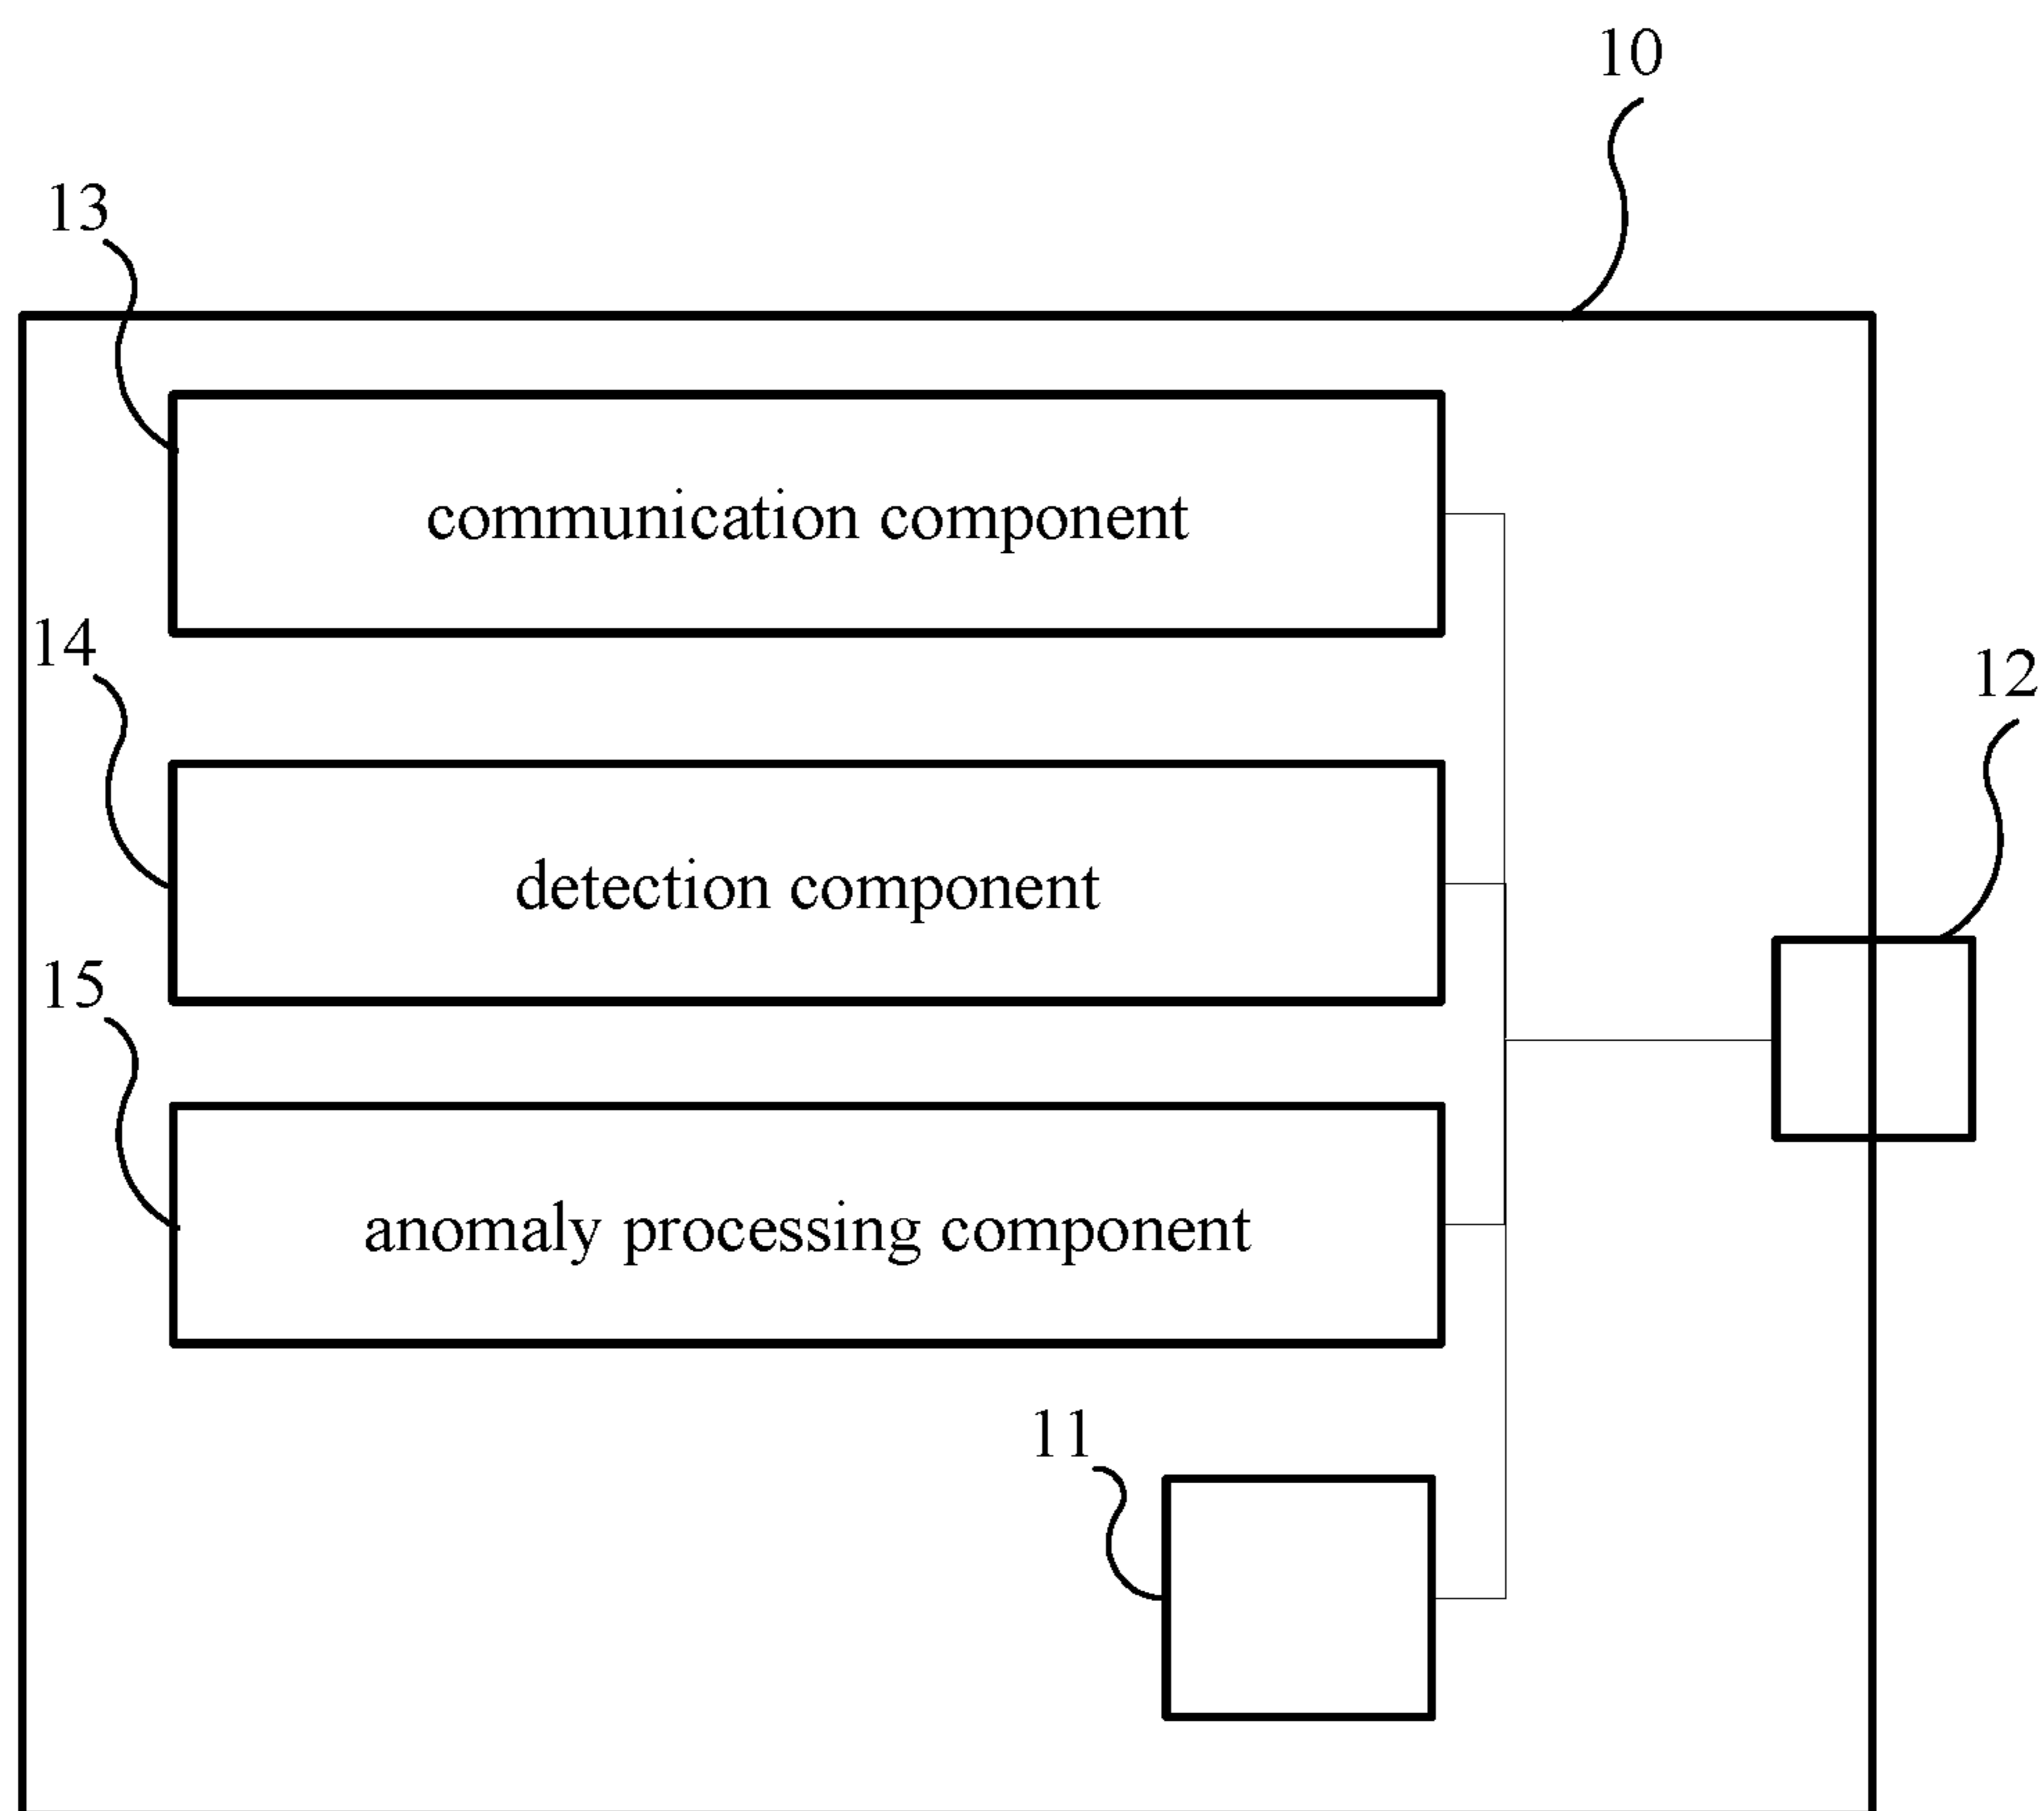 10
13
communication component
14
12
detection component
15
anomaly processing component
11